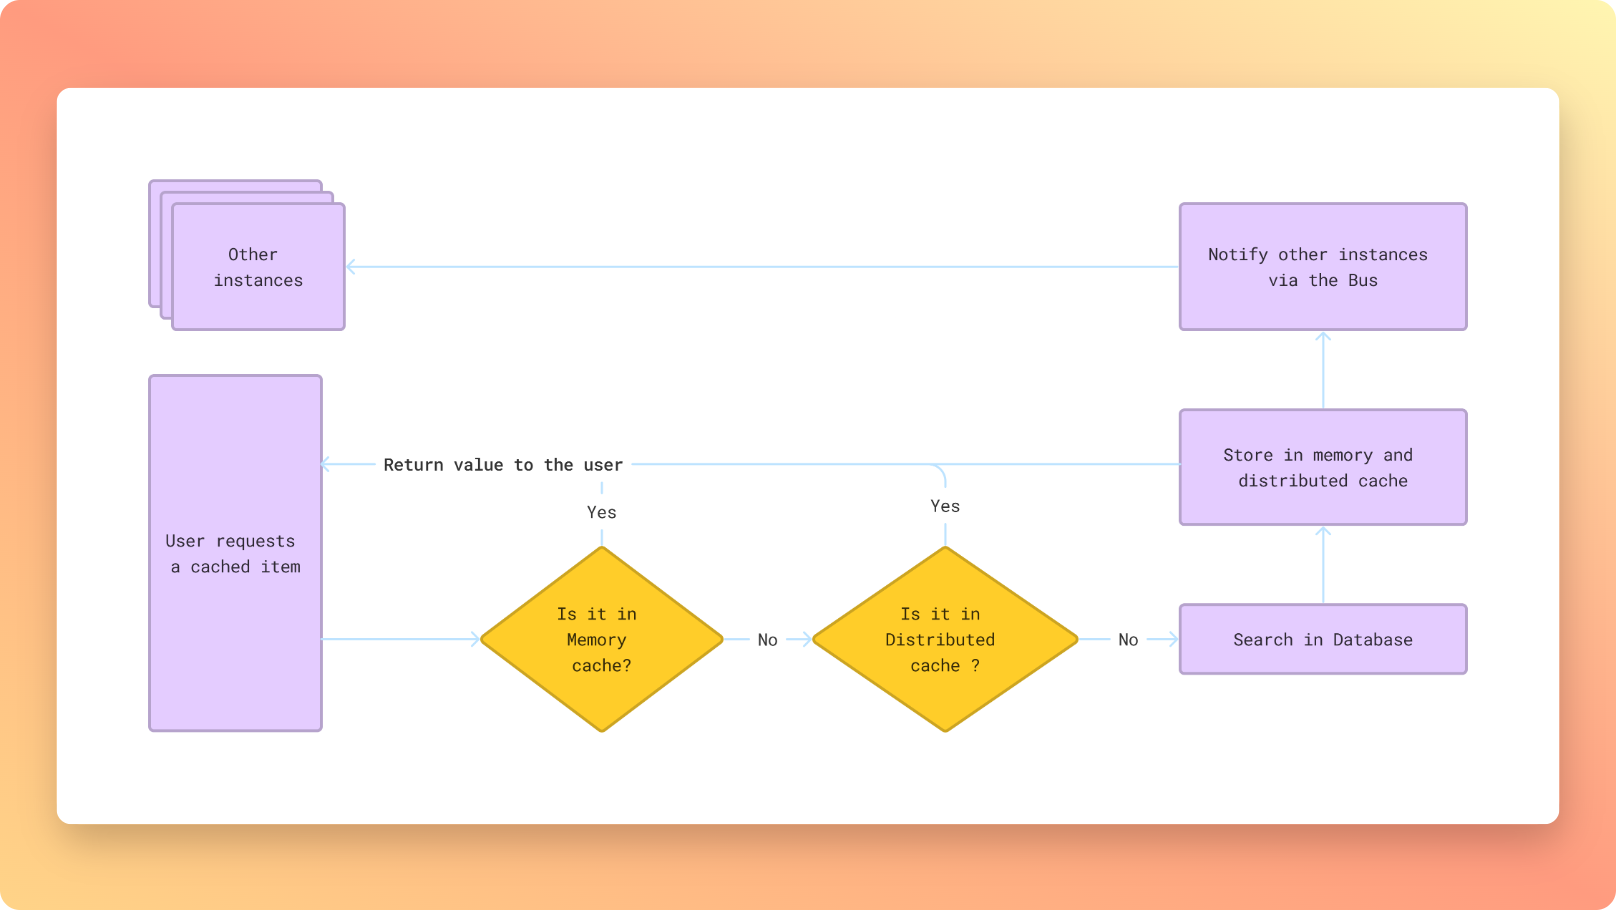 Other
instances
Notify other instances
via the Bus
Return value to the user
Store in memory and
distributed cache
Yes
Yes
User requests
a cached item
Is it in
Memory
cache?
No
Is it in
Distributed
cache ?
No
Search in Database